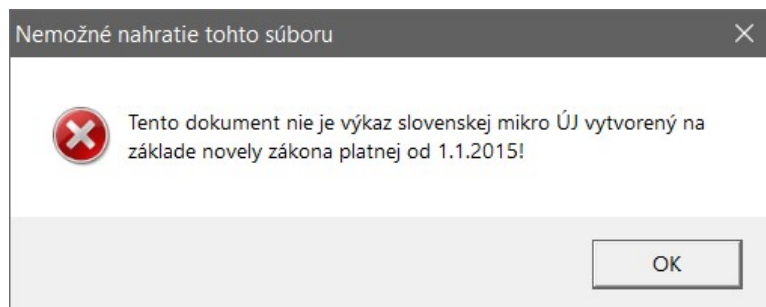 Nemožné nahratie tohto súboru
Tento dokument nie je výkaz slovenskej mikro ÚJ vytvorený na
základe novely zákona platnej od 1.1.2015!
OK